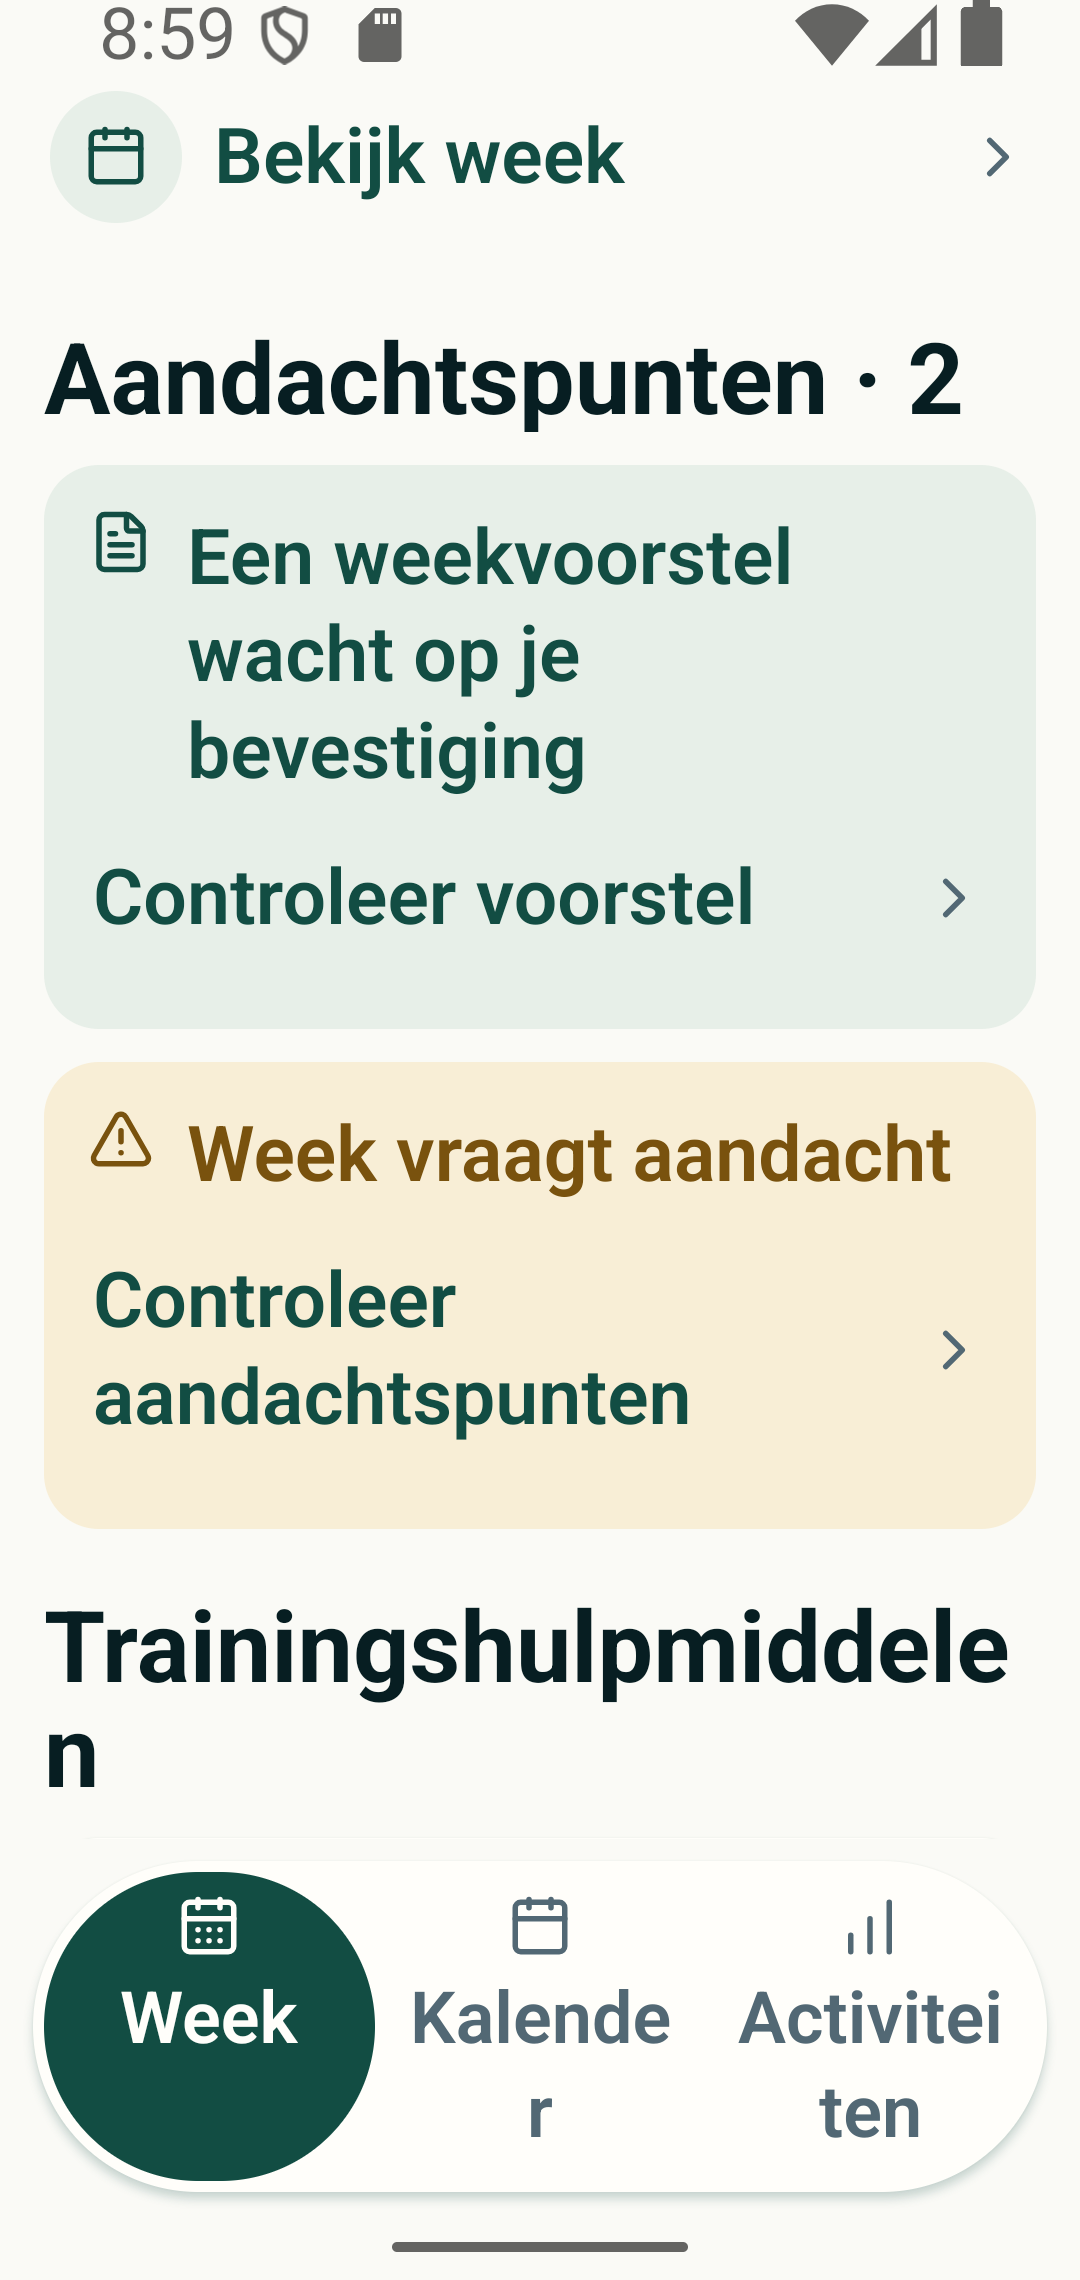 8:59
Bekijk week
Aandachtspunten · 2
Een weekvoorstel
wacht op je
bevestiging
Controleer voorstel
Week vraagt aandacht
Controleer
aandachtspunten
Trainingshulpmiddele
n
Week
Kalende
r
Activitei
ten